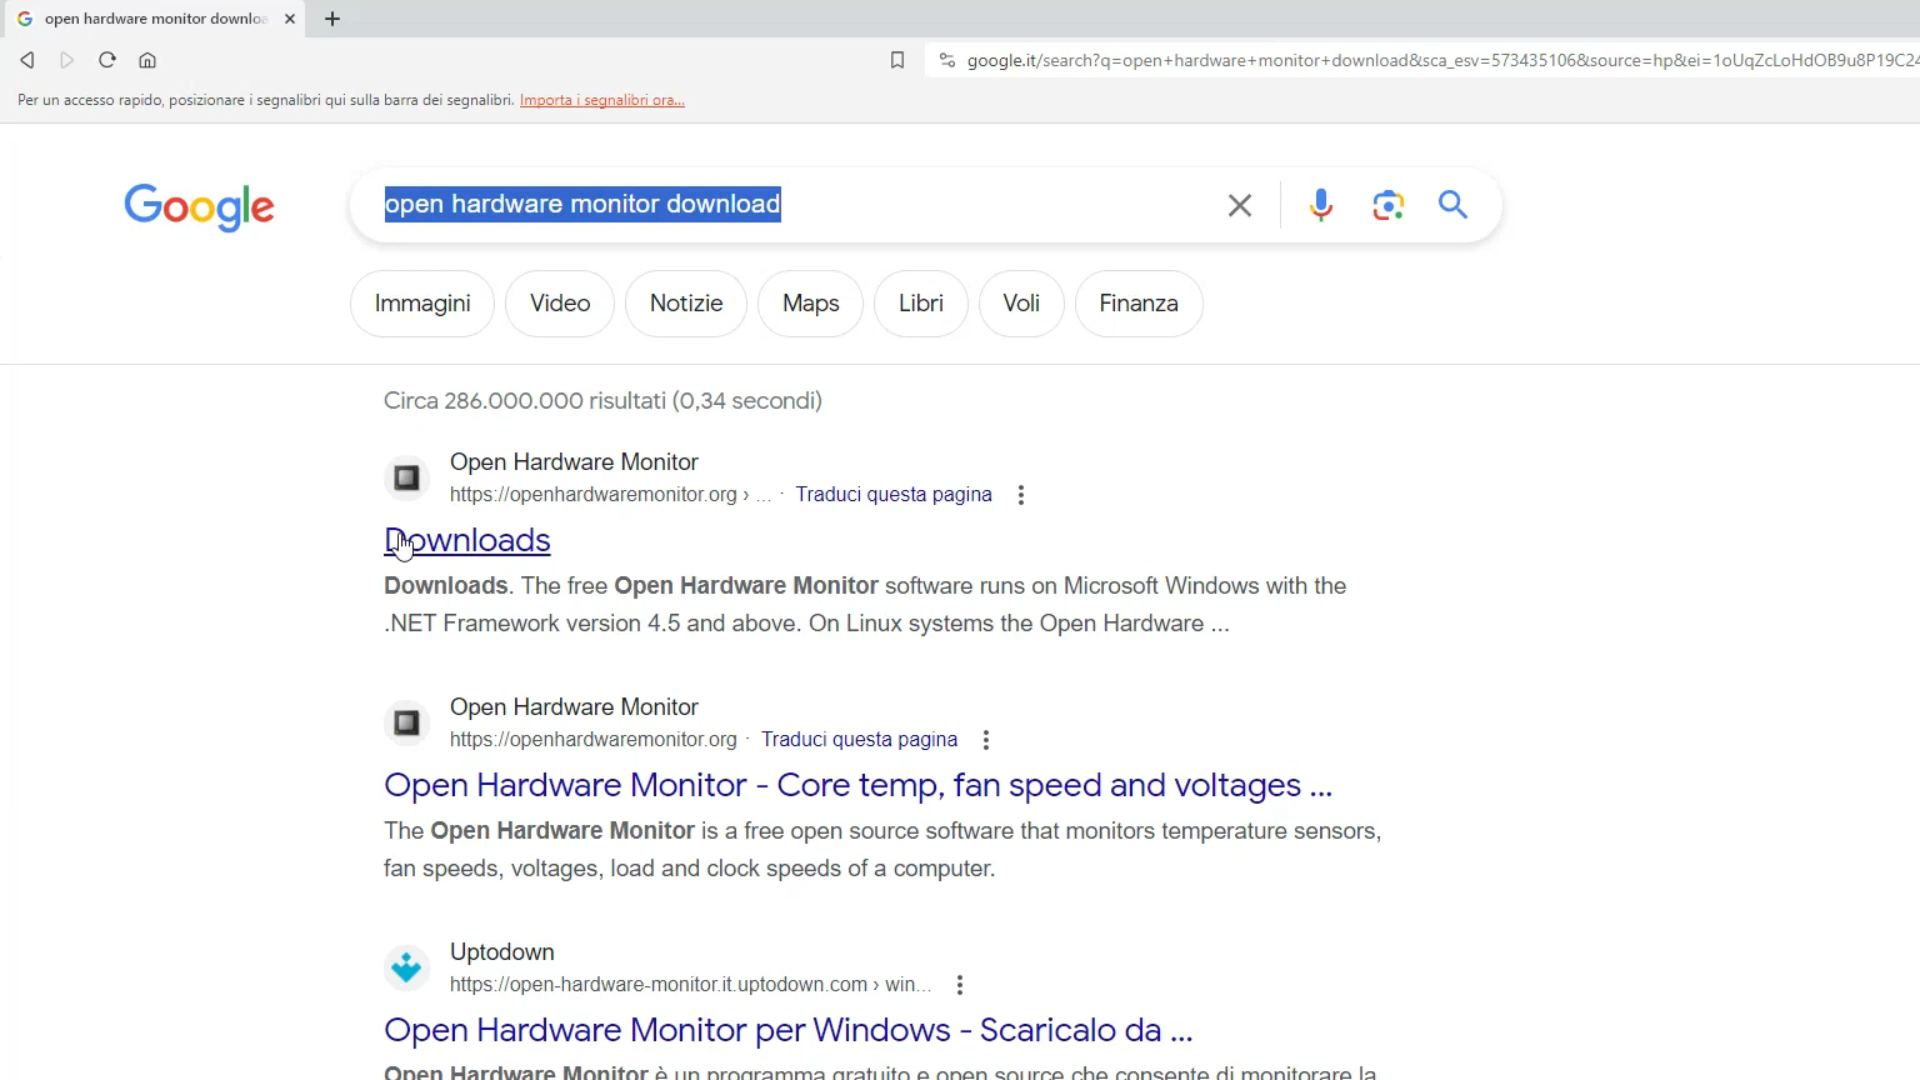 open hardware monitor downloa
Per un accesso rapido, posizionare i segnalibri qui sulla barra dei segnalibri. Importa i segnalibri ora...
google.it/search?q=open+hardware+monitor+download&sca_esv=573435106&source=hp&ei=1oUqZcLoHdOB9u8P19C24
Google
open hardware monitor download
Immagini Video Notizie Maps Libri Voli Finanza
Circa 286.000.000 risultati (0,34 secondi)
Open Hardware Monitor
https://openhardwaremonitor.org › ... · Traduci questa pagina
Downloads
Downloads. The free Open Hardware Monitor software runs on Microsoft Windows with the
.NET Framework version 4.5 and above. On Linux systems the Open Hardware ...
Open Hardware Monitor
https://openhardwaremonitor.org · Traduci questa pagina
Open Hardware Monitor - Core temp, fan speed and voltages ...
The Open Hardware Monitor is a free open source software that monitors temperature sensors,
fan speeds, voltages, load and clock speeds of a computer.
Uptodown
https://open-hardware-monitor.it.uptodown.com › win...
Open Hardware Monitor per Windows - Scaricalo da ...
Open Hardware Monitor è un programma gratuito e open source che consente di monitorare la